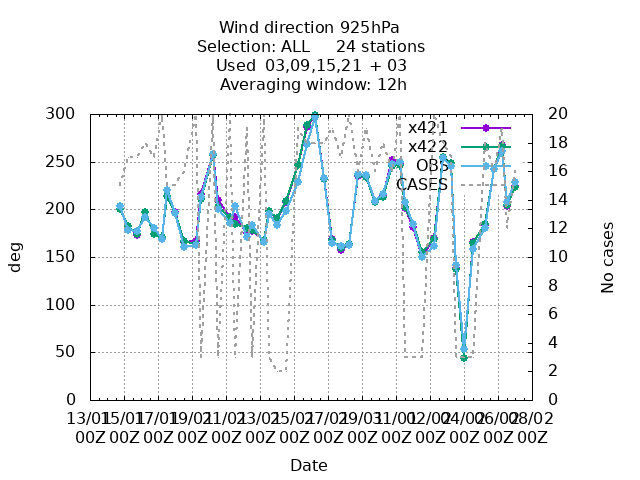 Wind direction 925hPa
Selection: ALL 24 stations
Used 03,09,15,21 + 03
Averaging window: 12h
300 20
x421
x422
OBS
CASES
250 18
200 16
150 14
100 12
50 10
0 8
6
4
2
0
deg
No cases
13/01 15/01 17/01 19/01 21/01 23/01 25/01 27/01 29/01 31/01 02/02 24/02 26/02 28/02
00Z 00Z 00Z 00Z 00Z 00Z 00Z 00Z 00Z 00Z 00Z 00Z 00Z 00Z
Date